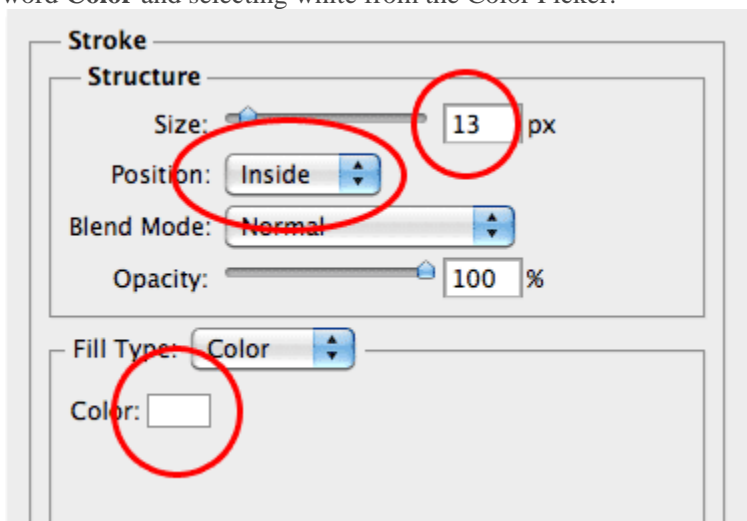 word Color and selecting white from the Color Picker.
Stroke
Structure
Size: 13 px
Position: Inside
Blend Mode: Normal
Opacity: 100 %
Fill Type: Color
Color: